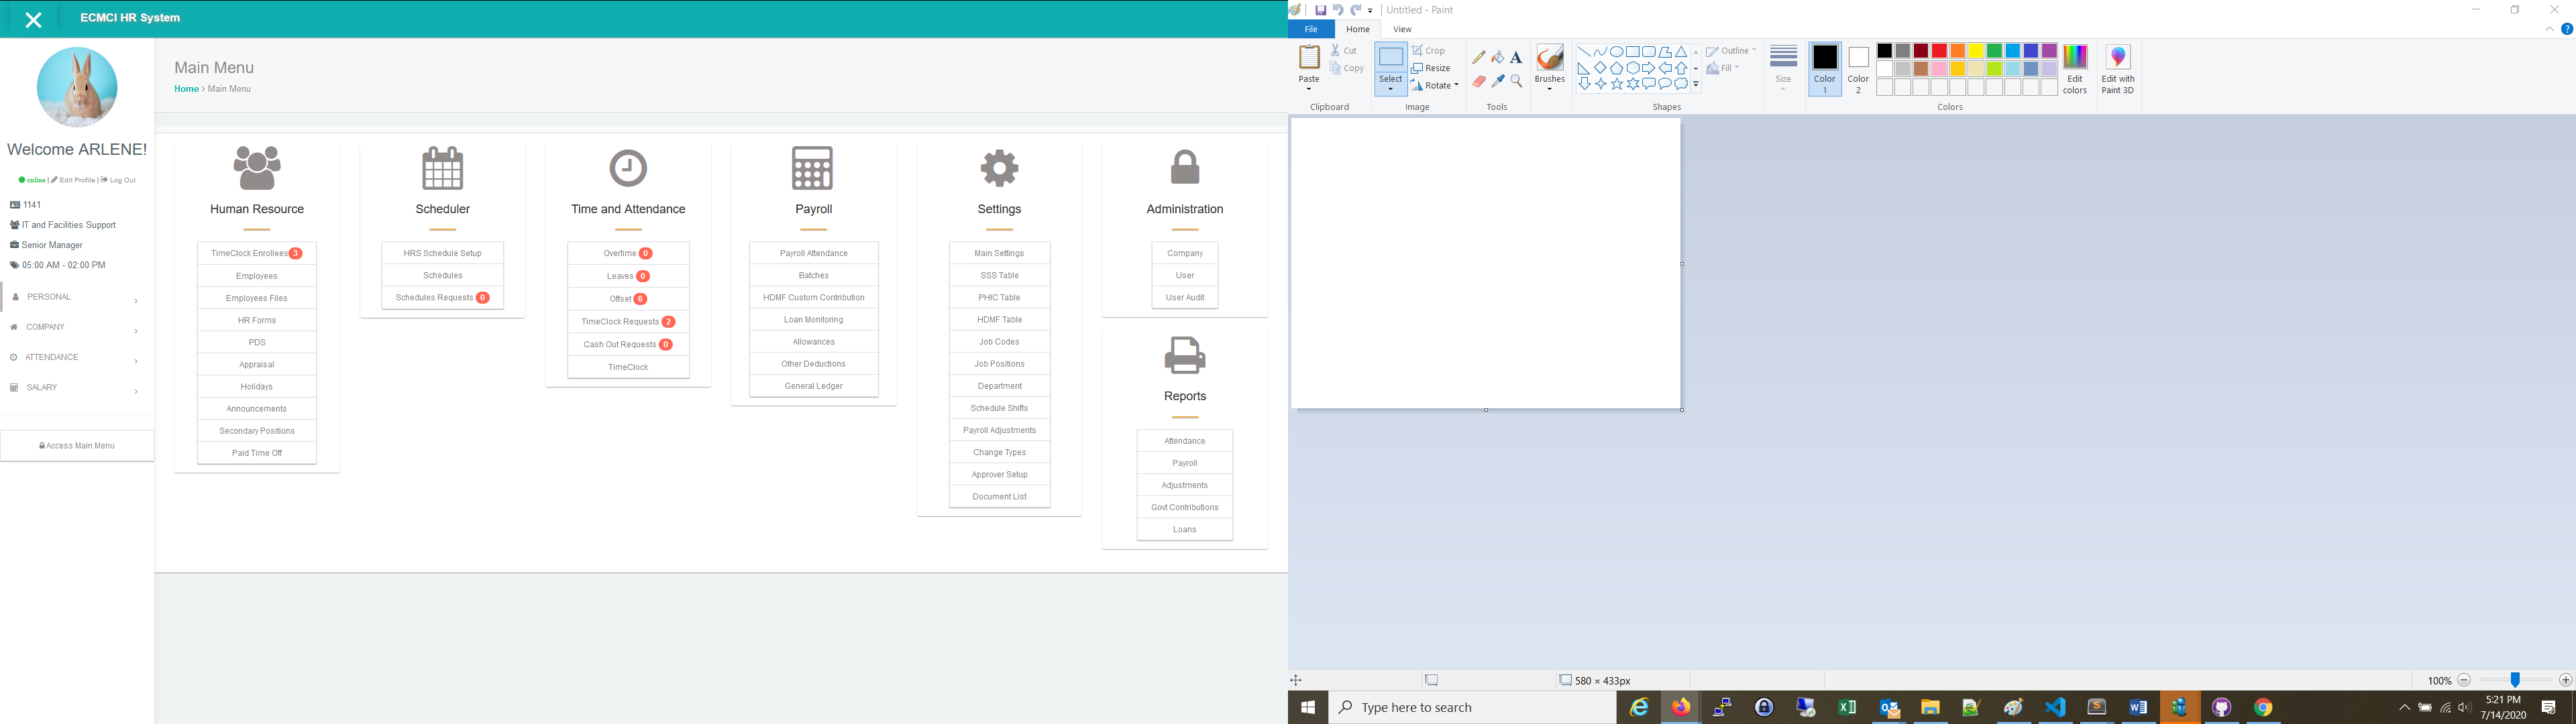 ECMCI HR System
Welcome ARLENE!
online | Edit Profile | Log Out
1141
IT and Facilities Support
Senior Manager
05:00 AM - 02:00 PM
PERSONAL
COMPANY
ATTENDANCE
SALARY
Access Main Menu
Main Menu
Home > Main Menu
Human Resource
TimeClock Enrollees 3
Employees
Employees Files
HR Forms
PDS
Appraisal
Holidays
Announcements
Secondary Positions
Paid Time Off
Scheduler
HRS Schedule Setup
Schedules
Schedules Requests 0
Time and Attendance
Overtime 0
Leaves 0
Offset 6
TimeClock Requests 2
Cash Out Requests 0
TimeClock
Payroll
Payroll Attendance
Batches
HDMF Custom Contribution
Loan Monitoring
Allowances
Other Deductions
General Ledger
Settings
Main Settings
SSS Table
PHIC Table
HDMF Table
Job Codes
Job Positions
Department
Schedule Shifts
Payroll Adjustments
Change Types
Approver Setup
Document List
Administration
Company
User
User Audit
Reports
Attendance
Payroll
Adjustments
Govt Contributions
Loans
Untitled - Paint
File Home View
Paste
Cut
Copy
Clipboard
Select
Crop
Resize
Rotate
Image
Tools
Brushes
Shapes
Outline
Fill
Size
Color
1
Color
2
Colors
Edit
colors
Edit with
Paint 3D
580 × 433px
100%
Type here to search
5:21 PM
7/14/2020